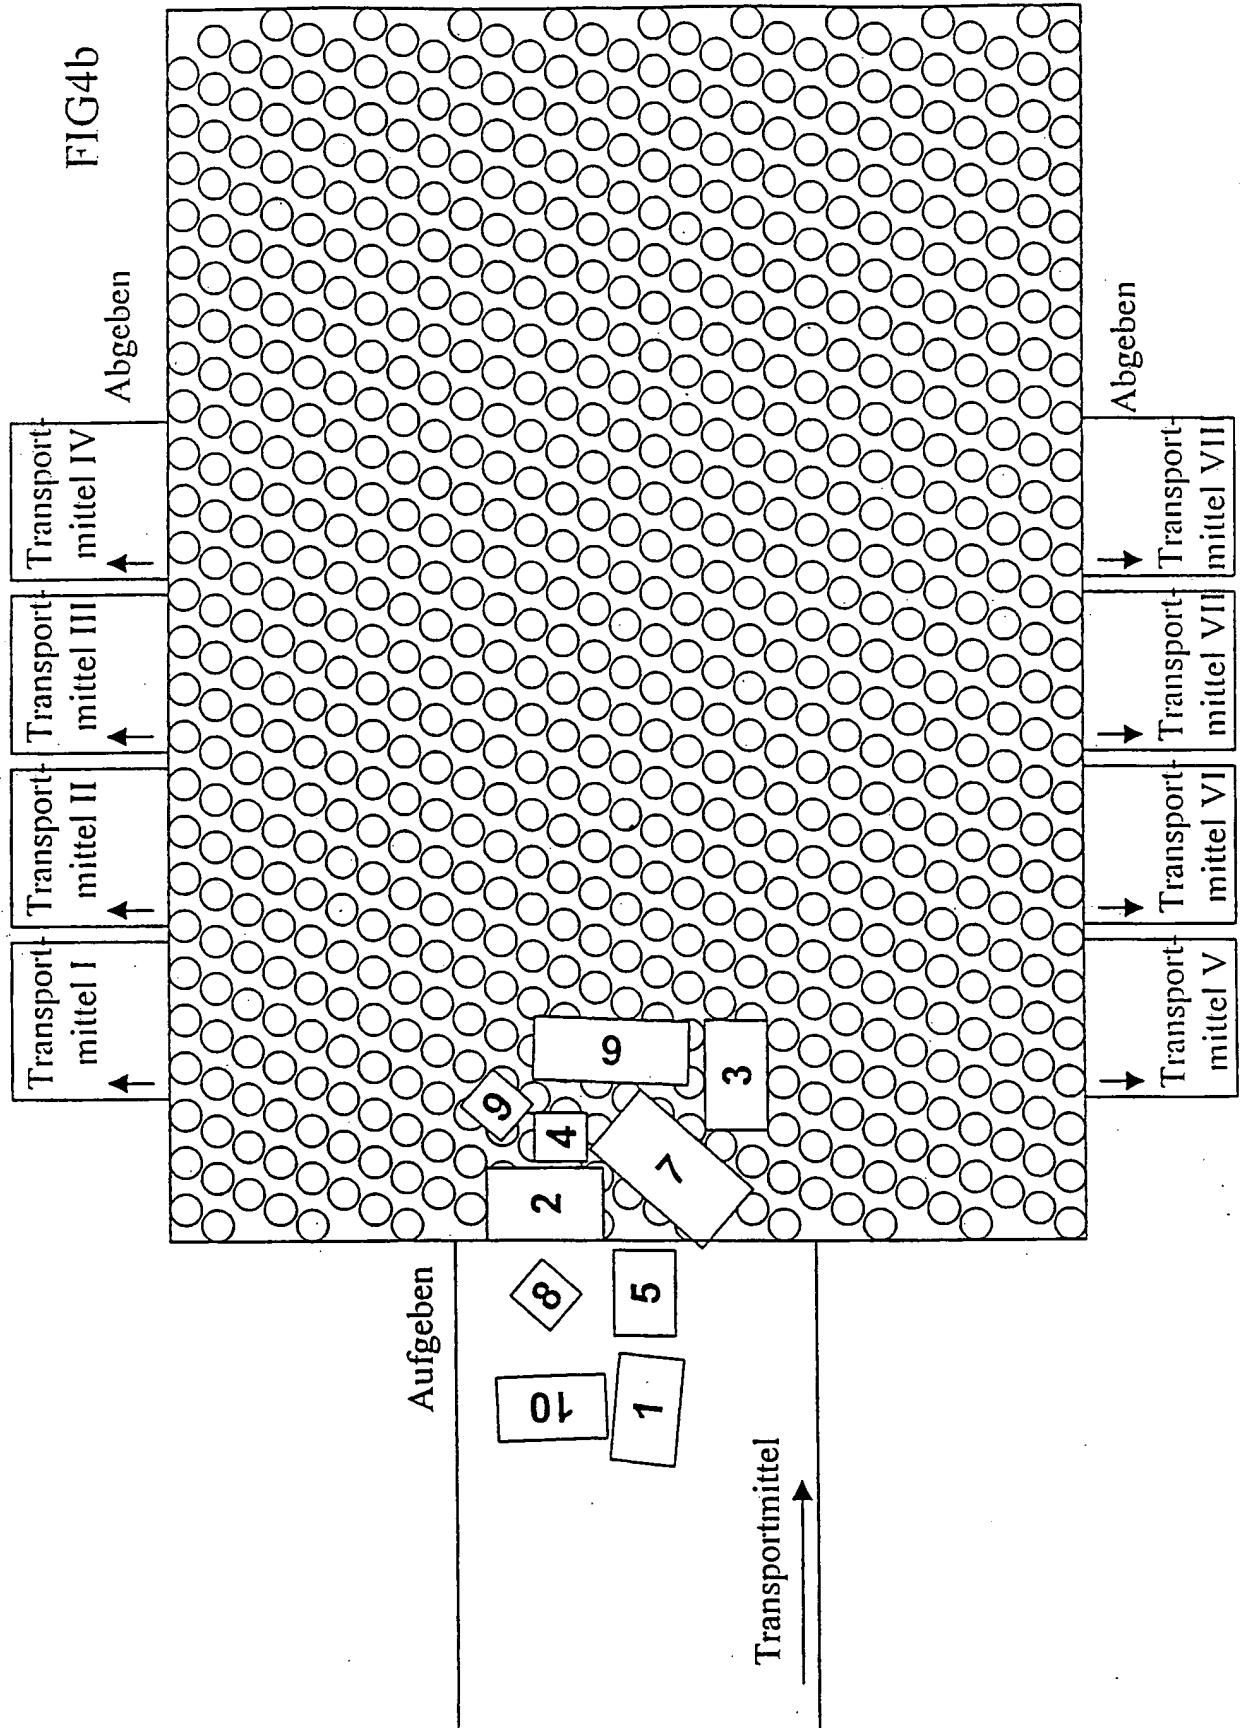 FIG4b
Transport-
mittel I
Transport-
mittel II
Transport-
mittel III
Transport-
mittel IV
Abgeben
Aufgeben
10
8
2
4
9
6
1
5
7
3
Transportmittel
Abgeben
Transport-
mittel V
Transport-
mittel VI
Transport-
mittel VII
Transport-
mittel VII